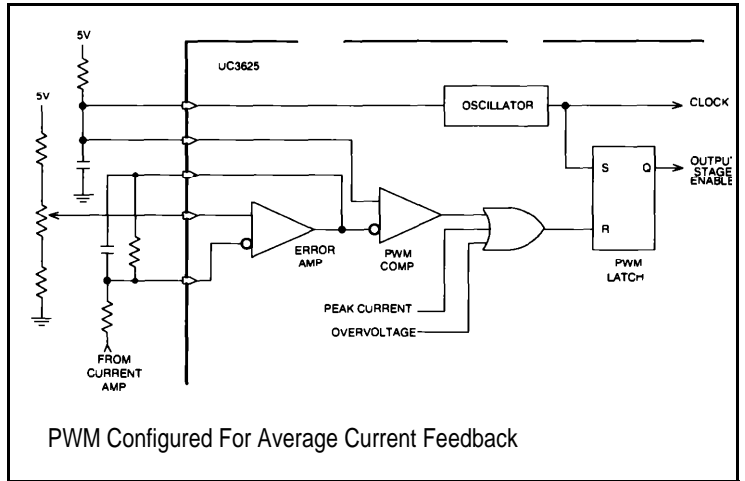 5V
UC3625
5V
OSCILLATOR
CLOCK
S
Q
OUTPUT
STAGE
ENABLE
R
ERROR
AMP
PWM
COMP
PWM
LATCH
PEAK CURRENT
OVERVOLTAGE
FROM
CURRENT
AMP
PWM Configured For Average Current Feedback